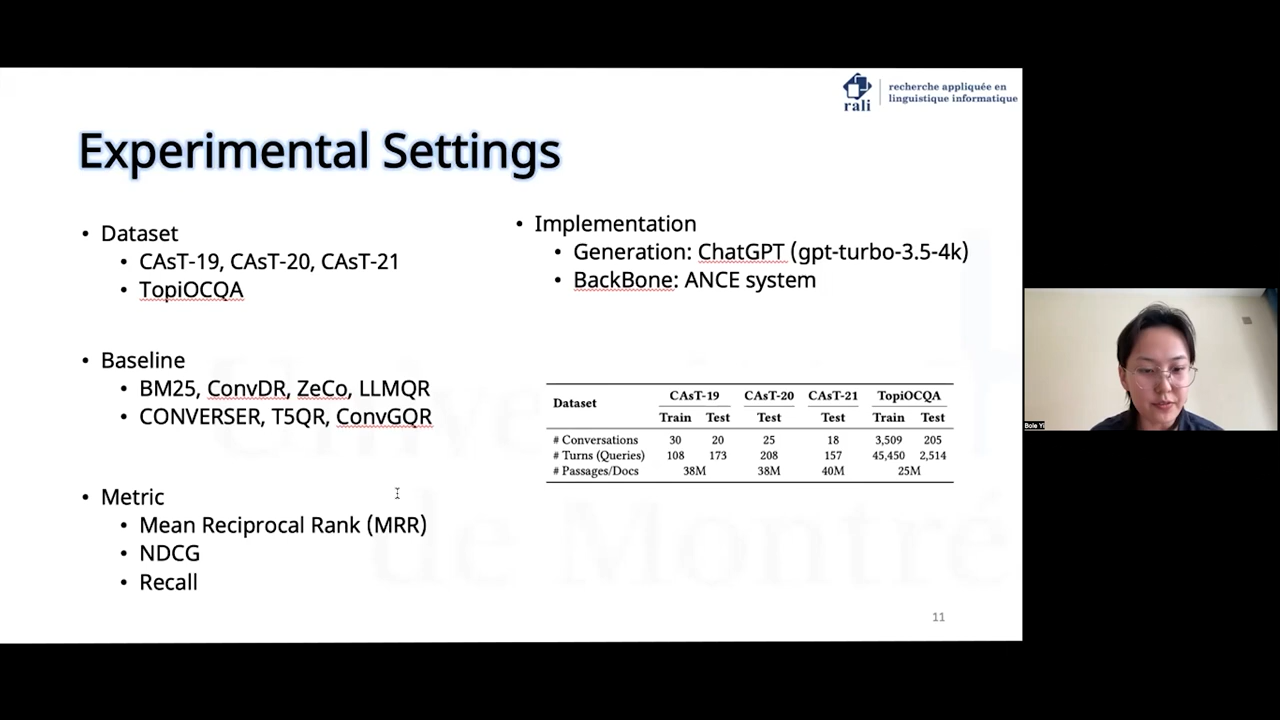 rali
recherche appliquée en
linguistique informatique
Experimental Settings
• Dataset
• CAsT-19, CAsT-20, CAsT-21
• TopiOCQA
• Baseline
• BM25, ConvDR, ZeCo, LLMQR
• CONVERSER, T5QR, ConvGQR
• Metric
• Mean Reciprocal Rank (MRR)
• NDCG
• Recall
• Implementation
• Generation: ChatGPT (gpt-turbo-3.5-4k)
• BackBone: ANCE system
Dataset CAsT-19 CAsT-20 CAsT-21 TopiOCQA
Train Test Test Test Train Test
# Conversations 30 20 25 18 3,509 205
# Turns (Queries) 108 173 208 157 45,450 2,514
# Passages/Docs 38M 38M 40M 25M
de Montré
11
Bole Yi